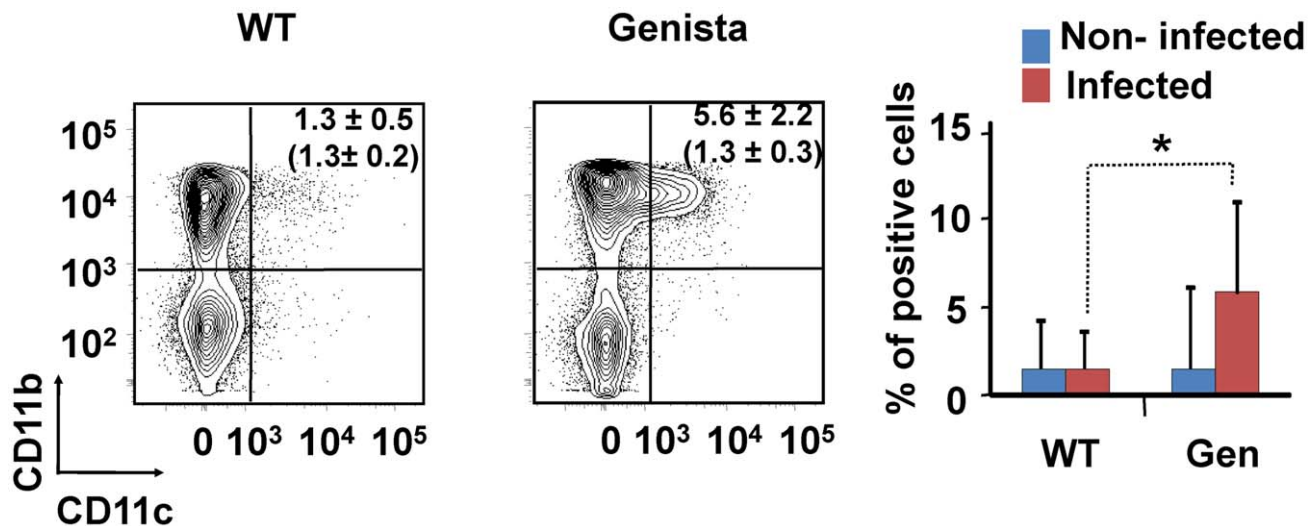 WT
10⁵
10⁴
10³
10²
1.3 ± 0.5
(1.3± 0.2)
0 10³ 10⁴ 10⁵
CD11b
CD11c
Genista
5.6 ± 2.2
(1.3 ± 0.3)
0 10³ 10⁴ 10⁵
Non- infected
Infected
% of positive cells
15
10
5
0
*
WT Gen